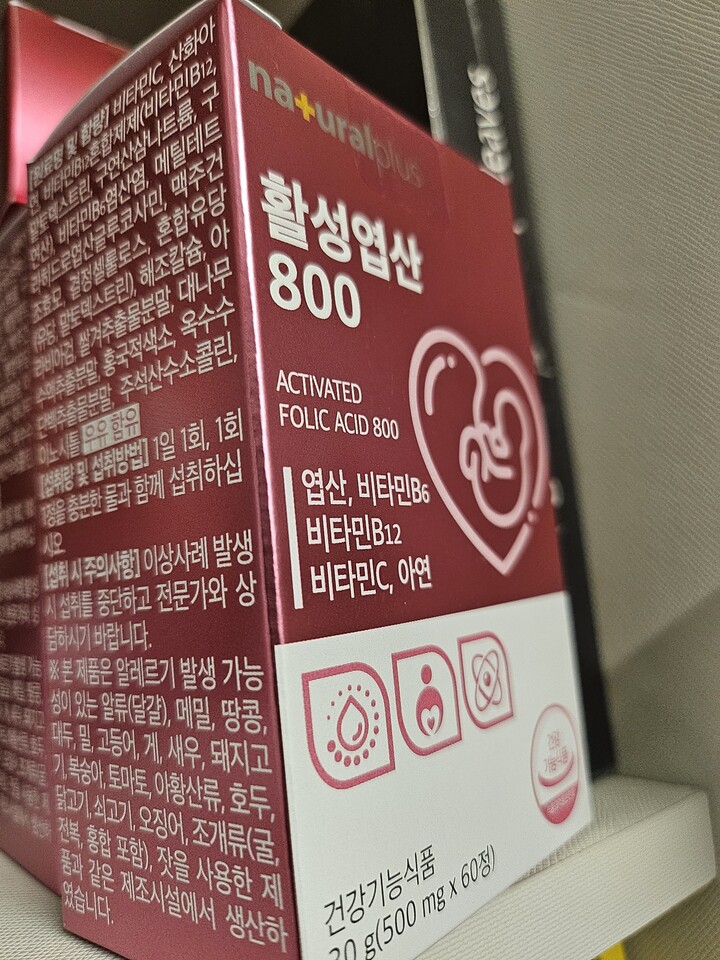 naturalplus
활성엽산
800
ACTIVATED
FOLIC ACID 800
엽산, 비타민B6
비타민B12
비타민C, 아연
건강
기능식품
건강기능식품
30 g(500 mg x 60정)
[원료명 및 함량] 비타민C, 산화아
연, 비타민B12혼합제제(비타민B12,
말토덱스트린, 구연산삼나트륨, 구
연산), 비타민B6염산염, 메틸테트
라히드로엽산글루코사민, 맥주건
조효모, 결정셀룰로스, 혼합유당
(유당, 말토덱스트린), 해조칼슘, 아
라비아검, 쌀겨추출물분말, 대나무
수액추출물분말, 홍국적색소, 옥수수
단백추출물분말, 주석산수소콜린,
이노시톨 우유 함유
[섭취량 및 섭취방법] 1일 1회, 1회
1정을 충분한 물과 함께 섭취하십
시오
[섭취 시 주의사항] 이상사례 발생
시 섭취를 중단하고 전문가와 상
담하시기 바랍니다.
※ 본 제품은 알레르기 발생 가능
성이 있는 알류(달걀), 메밀, 땅콩,
대두, 밀, 고등어, 게, 새우, 돼지고
기, 복숭아, 토마토, 아황산류, 호두,
닭고기, 쇠고기, 오징어, 조개류(굴,
전복, 홍합 포함), 잣을 사용한 제
품과 같은 제조시설에서 생산하
였습니다.
eaves